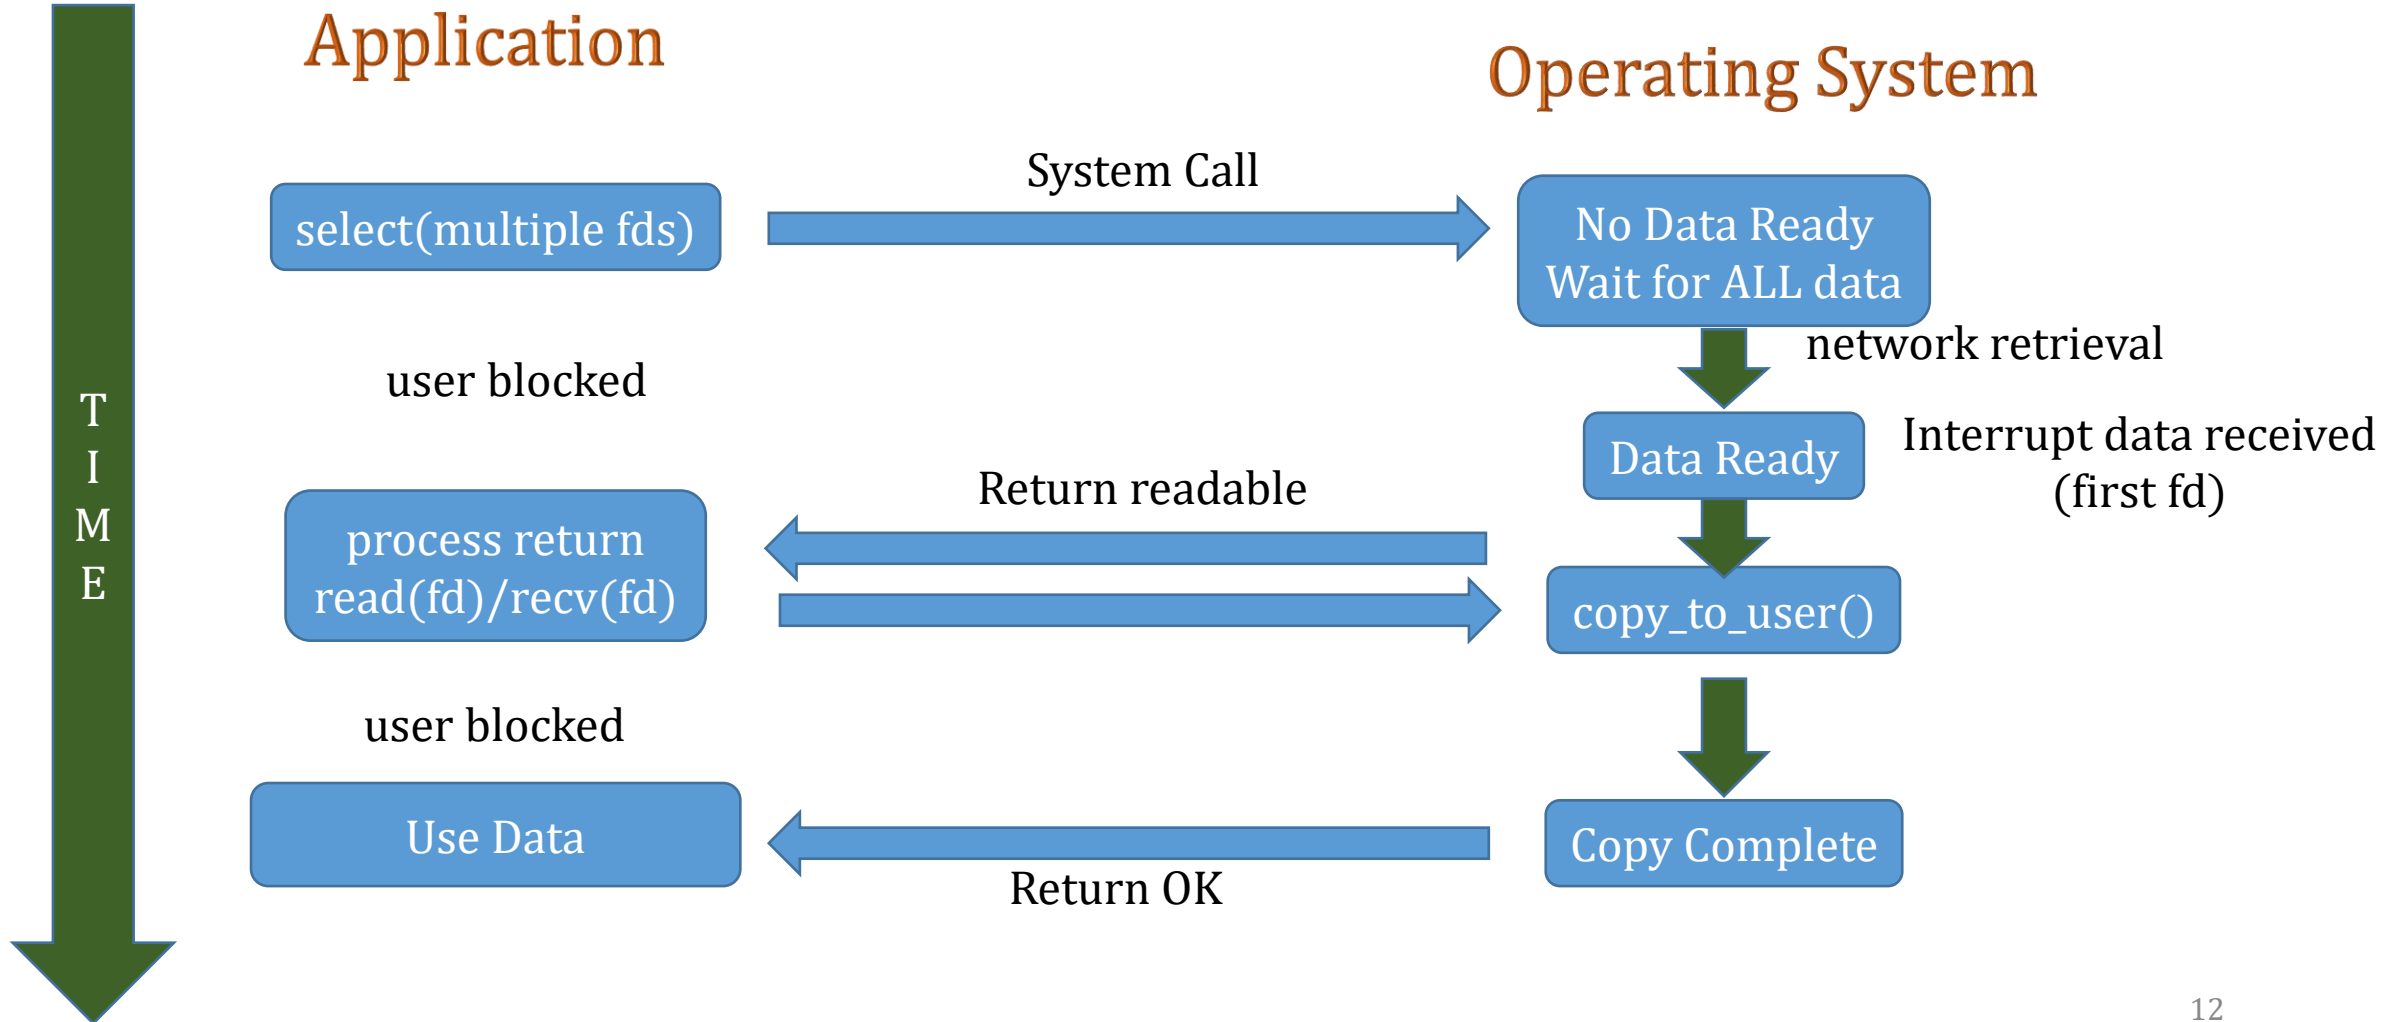 Application
Operating System
System Call
select(multiple fds)
No Data Ready
Wait for ALL data
network retrieval
user blocked
T
I
M
E
Data Ready
Interrupt data received
(first fd)
Return readable
process return
read(fd)/recv(fd)
copy_to_user()
user blocked
Use Data
Copy Complete
Return OK
12